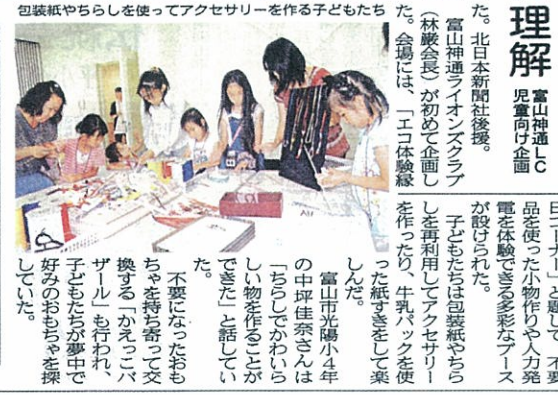 包装紙やちらしを使ってアクセサリーを作る子どもたち
理解
富山神通LC
児童向け企画
た。北日本新聞社後援。
富山神通ライオンズクラブ
(林巌会長)が初めて企画し
た。会場には、「エコ体験縁
日コーナー」と題して、不要
品を使った小物作りや人力発
電を体験できる多彩なブース
が設けられた。
子どもたちは包装紙やちら
しを再利用してアクセサリー
を作ったり、牛乳パックを使
った紙すきをして楽
しんだ。
富山市光陽小4年
の中坪佳奈さんは
「ちらしでかわいら
しい物を作ることが
できた」と話してい
た。
不要になったおも
ちゃを持ち寄って交
換する「かえっこバ
ザール」も行われ、
子どもたちが夢中で
好みのおもちゃを探
していた。